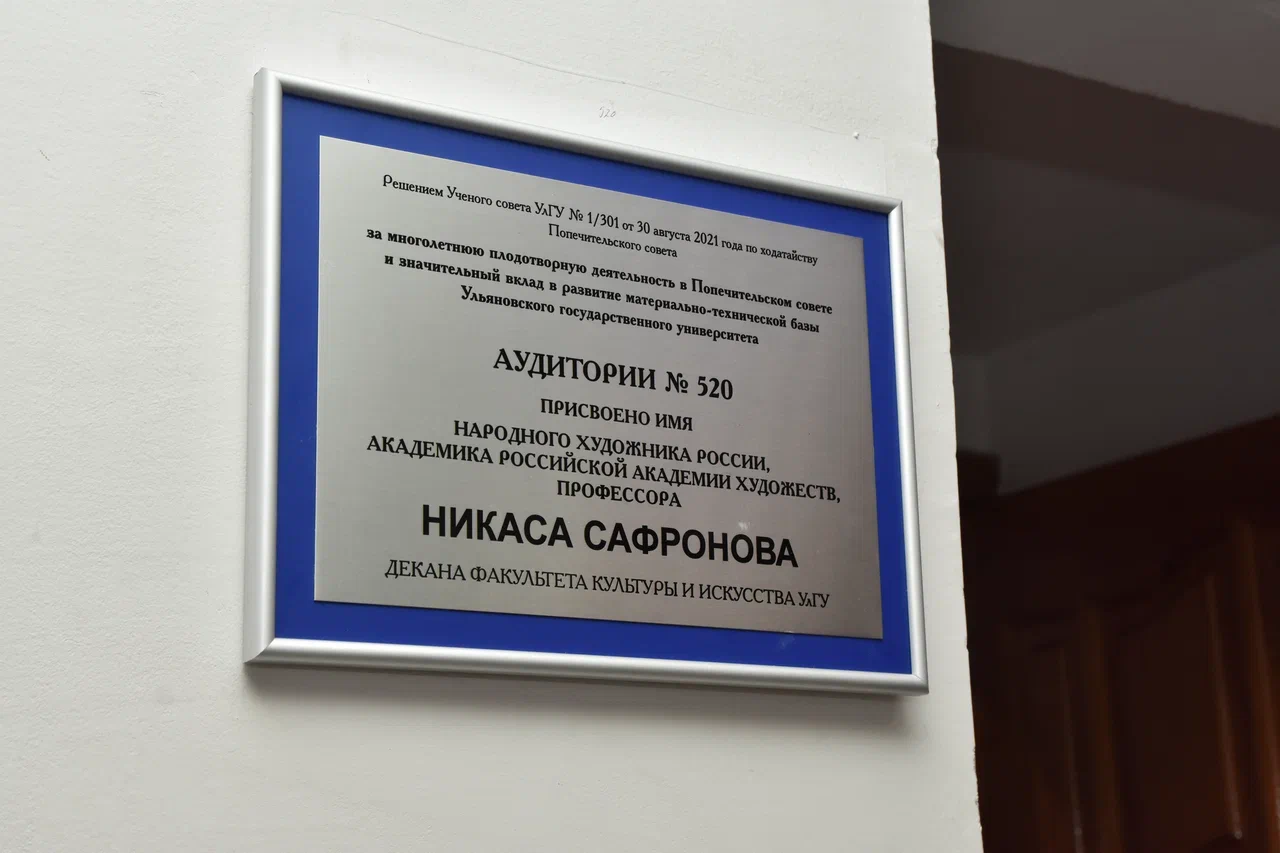 520
Решением Ученого совета УлГУ № 1/301 от 30 августа 2021 года по ходатайству
Попечительского совета
за многолетнюю плодотворную деятельность в Попечительском совете
и значительный вклад в развитие материально-технической базы
Ульяновского государственного университета
АУДИТОРИИ № 520
ПРИСВОЕНО ИМЯ
НАРОДНОГО ХУДОЖНИКА РОССИИ,
АКАДЕМИКА РОССИЙСКОЙ АКАДЕМИИ ХУДОЖЕСТВ,
ПРОФЕССОРА
НИКАСА САФРОНОВА
ДЕКАНА ФАКУЛЬТЕТА КУЛЬТУРЫ И ИСКУССТВА УлГУ